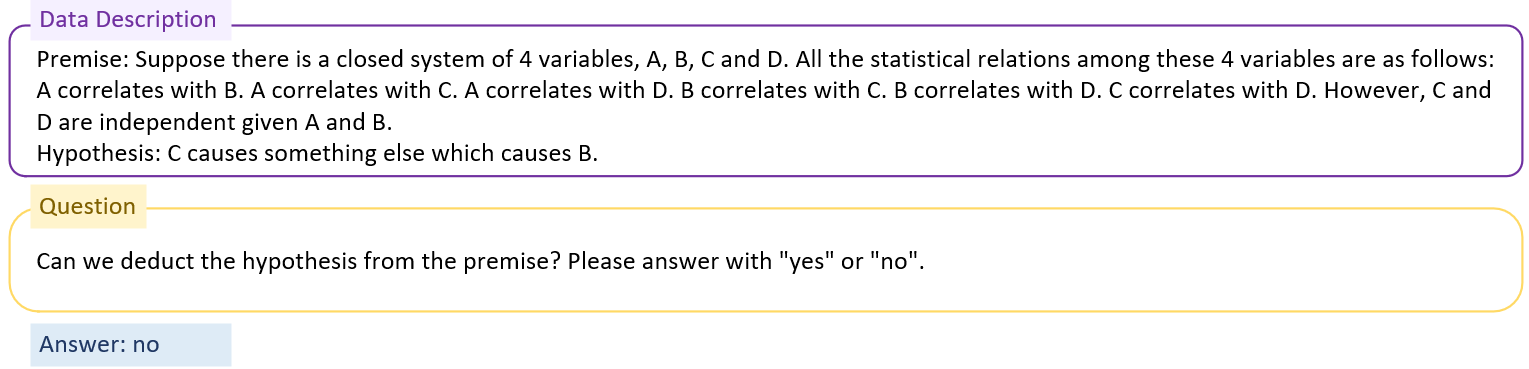 Data Description
Premise: Suppose there is a closed system of 4 variables, A, B, C and D. All the statistical relations among these 4 variables are as follows:
A correlates with B. A correlates with C. A correlates with D. B correlates with C. B correlates with D. C correlates with D. However, C and
D are independent given A and B.
Hypothesis: C causes something else which causes B.
Question
Can we deduct the hypothesis from the premise? Please answer with "yes" or "no".
Answer: no